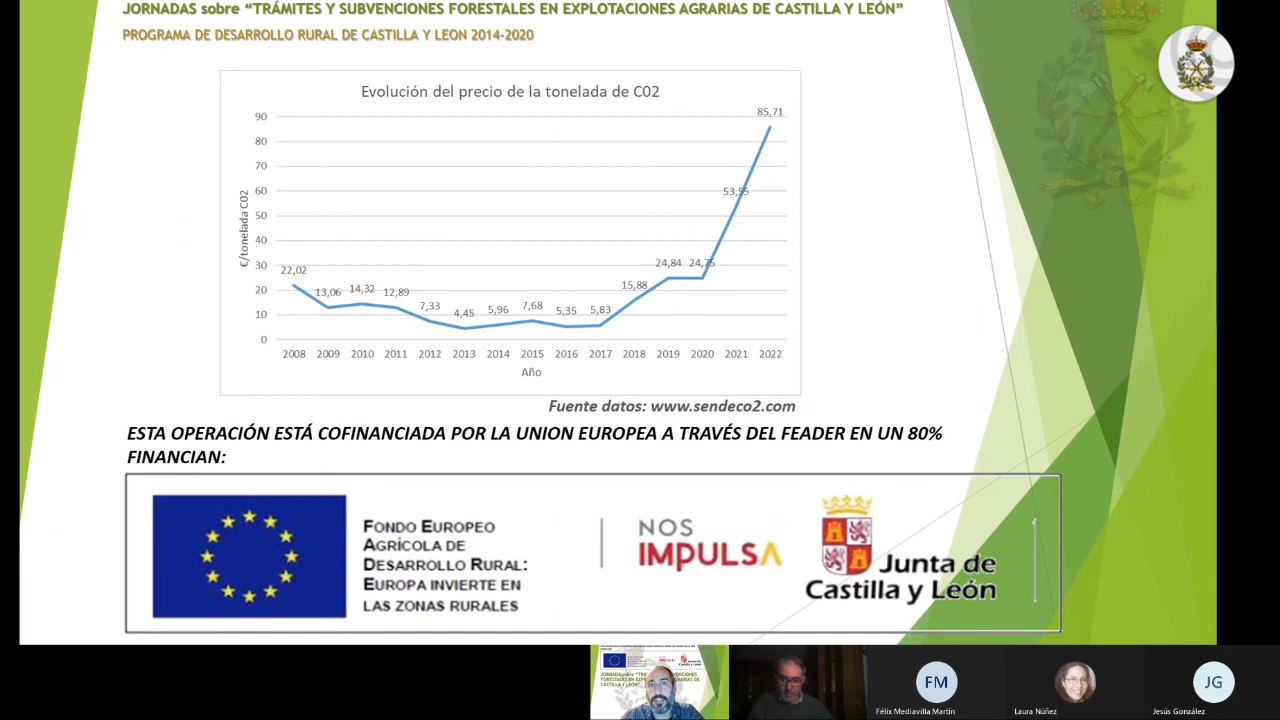 JORNADAS sobre “TRÁMITES Y SUBVENCIONES FORESTALES EN EXPLOTACIONES AGRARIAS DE CASTILLA Y LEÓN”
PROGRAMA DE DESARROLLO RURAL DE CASTILLA Y LEON 2014-2020
Evolución del precio de la tonelada de C02
€/tonelada C02
90
80
70
60
50
40
30
20
10
0
22,02
13,06
14,32
12,89
7,33
4,45
5,96
7,68
5,35
5,83
15,88
24,84
24,75
53,55
85,71
2008 2009 2010 2011 2012 2013 2014 2015 2016 2017 2018 2019 2020 2021 2022
Año
Fuente datos: www.sendeco2.com
ESTA OPERACIÓN ESTÁ COFINANCIADA POR LA UNION EUROPEA A TRAVÉS DEL FEADER EN UN 80%
FINANCIAN:
FONDO EUROPEO
AGRÍCOLA DE
DESARROLLO RURAL:
EUROPA INVIERTE EN
LAS ZONAS RURALES
NOS
IMPULSA
Junta de
Castilla y León
FM
JG
Félix Mediavilla Martín
Laura Núñez
Jesús González